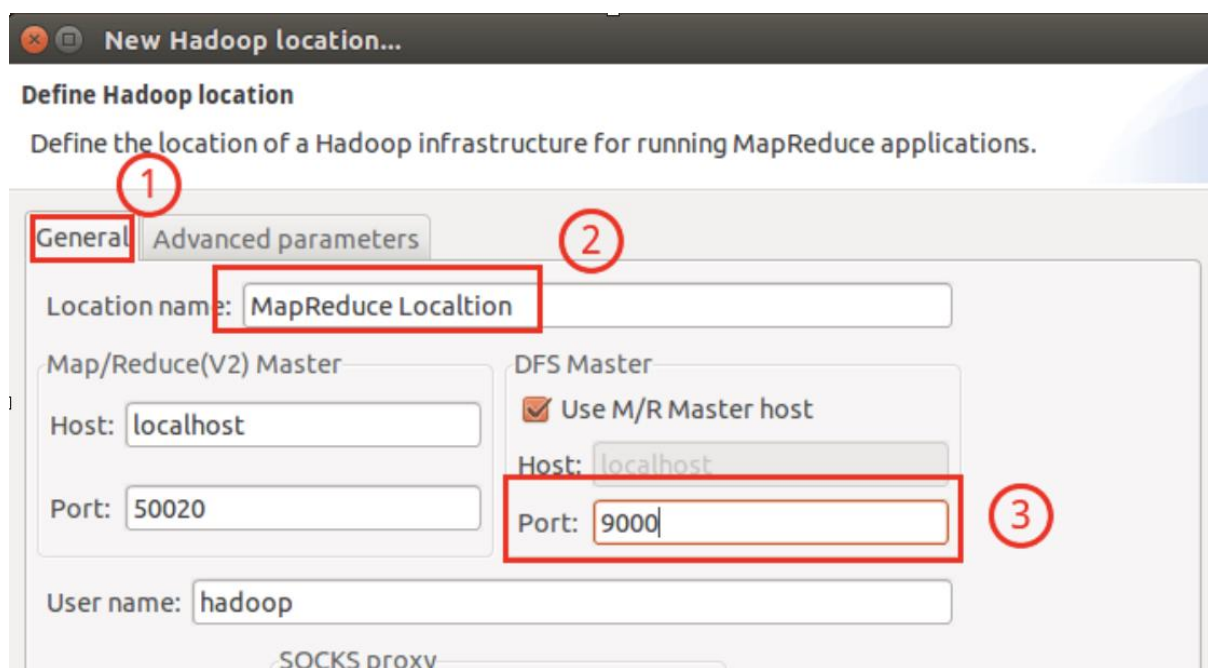 New Hadoop location...
Define Hadoop location
Define the location of a Hadoop infrastructure for running MapReduce applications.
1
General Advanced parameters
2
Location name: MapReduce Localtion
Map/Reduce(V2) Master
Host: localhost
Port: 50020
DFS Master
Use M/R Master host
Host: localhost
Port: 9000
3
User name: hadoop
SOCKS proxy